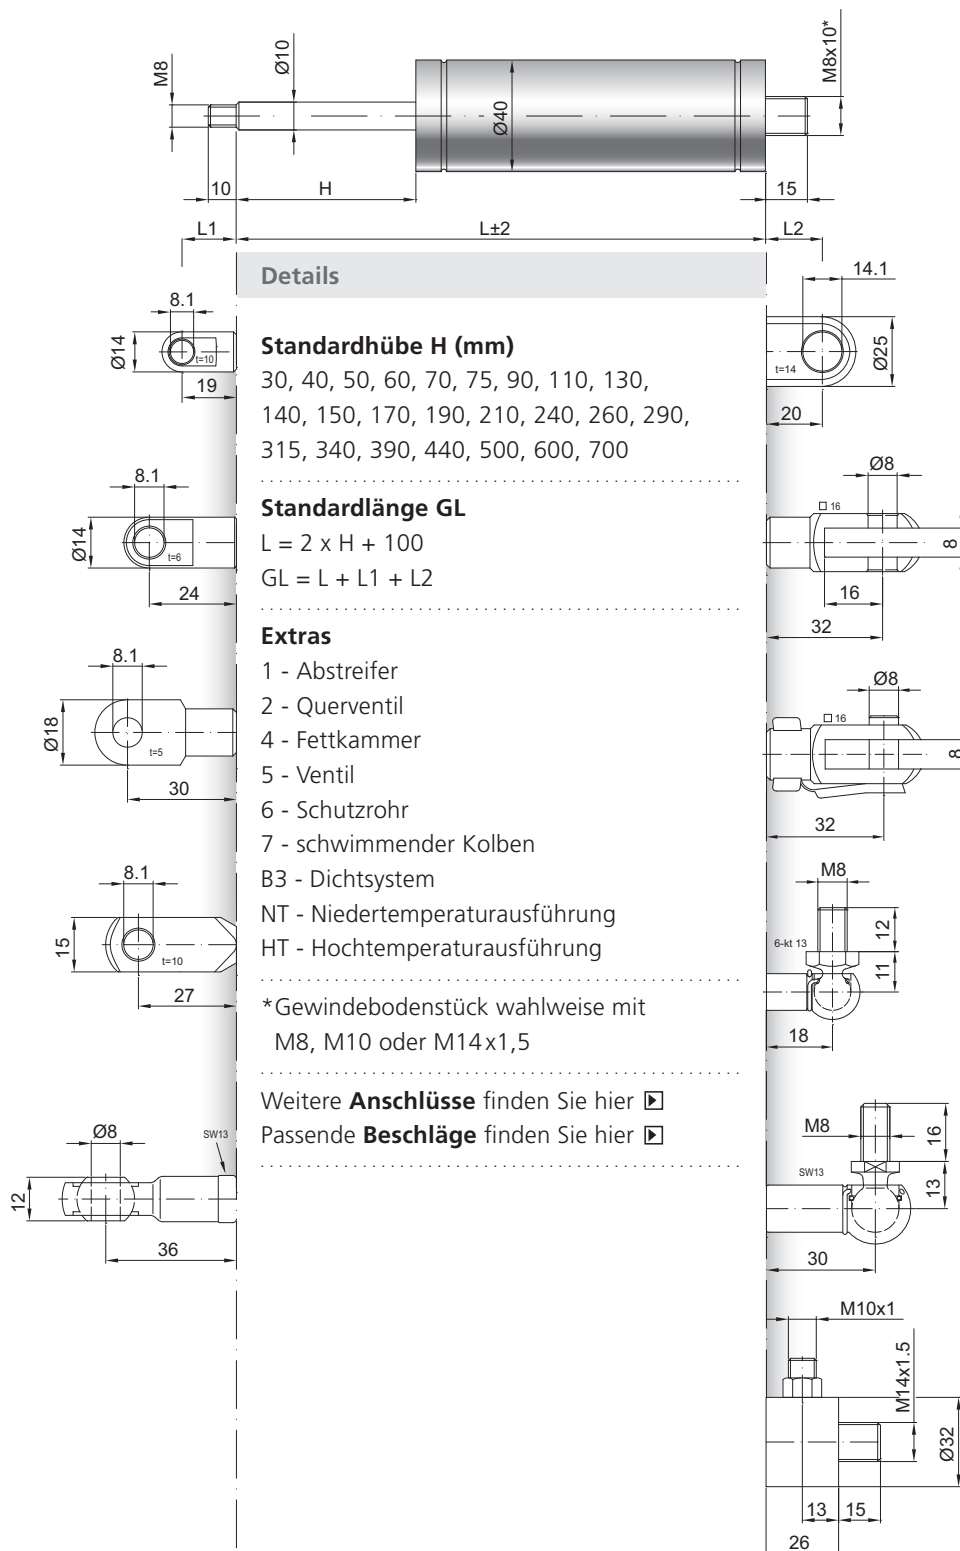 M8
Ø10
Ø40
M8x10*
10
H
15
L1
L±2
L2
Details
14.1
8.1
Ø14
t=10
19
t=14
Ø25
20
Standardhübe H (mm)
30, 40, 50, 60, 70, 75, 90, 110, 130,
140, 150, 170, 190, 210, 240, 260, 290,
315, 340, 390, 440, 500, 600, 700
8.1
Ø14
t=6
24
Ø8
□ 16
8
16
32
Standardlänge GL
L = 2 x H + 100
GL = L + L1 + L2
Extras
1 - Abstreifer
2 - Querventil
4 - Fettkammer
5 - Ventil
6 - Schutzrohr
7 - schwimmender Kolben
B3 - Dichtsystem
NT - Niedertemperaturausführung
HT - Hochtemperaturausführung
8.1
Ø18
t=5
30
Ø8
□ 16
8
32
8.1
15
t=10
27
M8
12
6-kt 13
11
18
*Gewindebodenstück wahlweise mit
M8, M10 oder M14x1,5
Weitere Anschlüsse finden Sie hier
Passende Beschläge finden Sie hier
Ø8
SW13
12
36
M8
16
SW13
13
30
M10x1
M14x1.5
Ø32
13
15
26